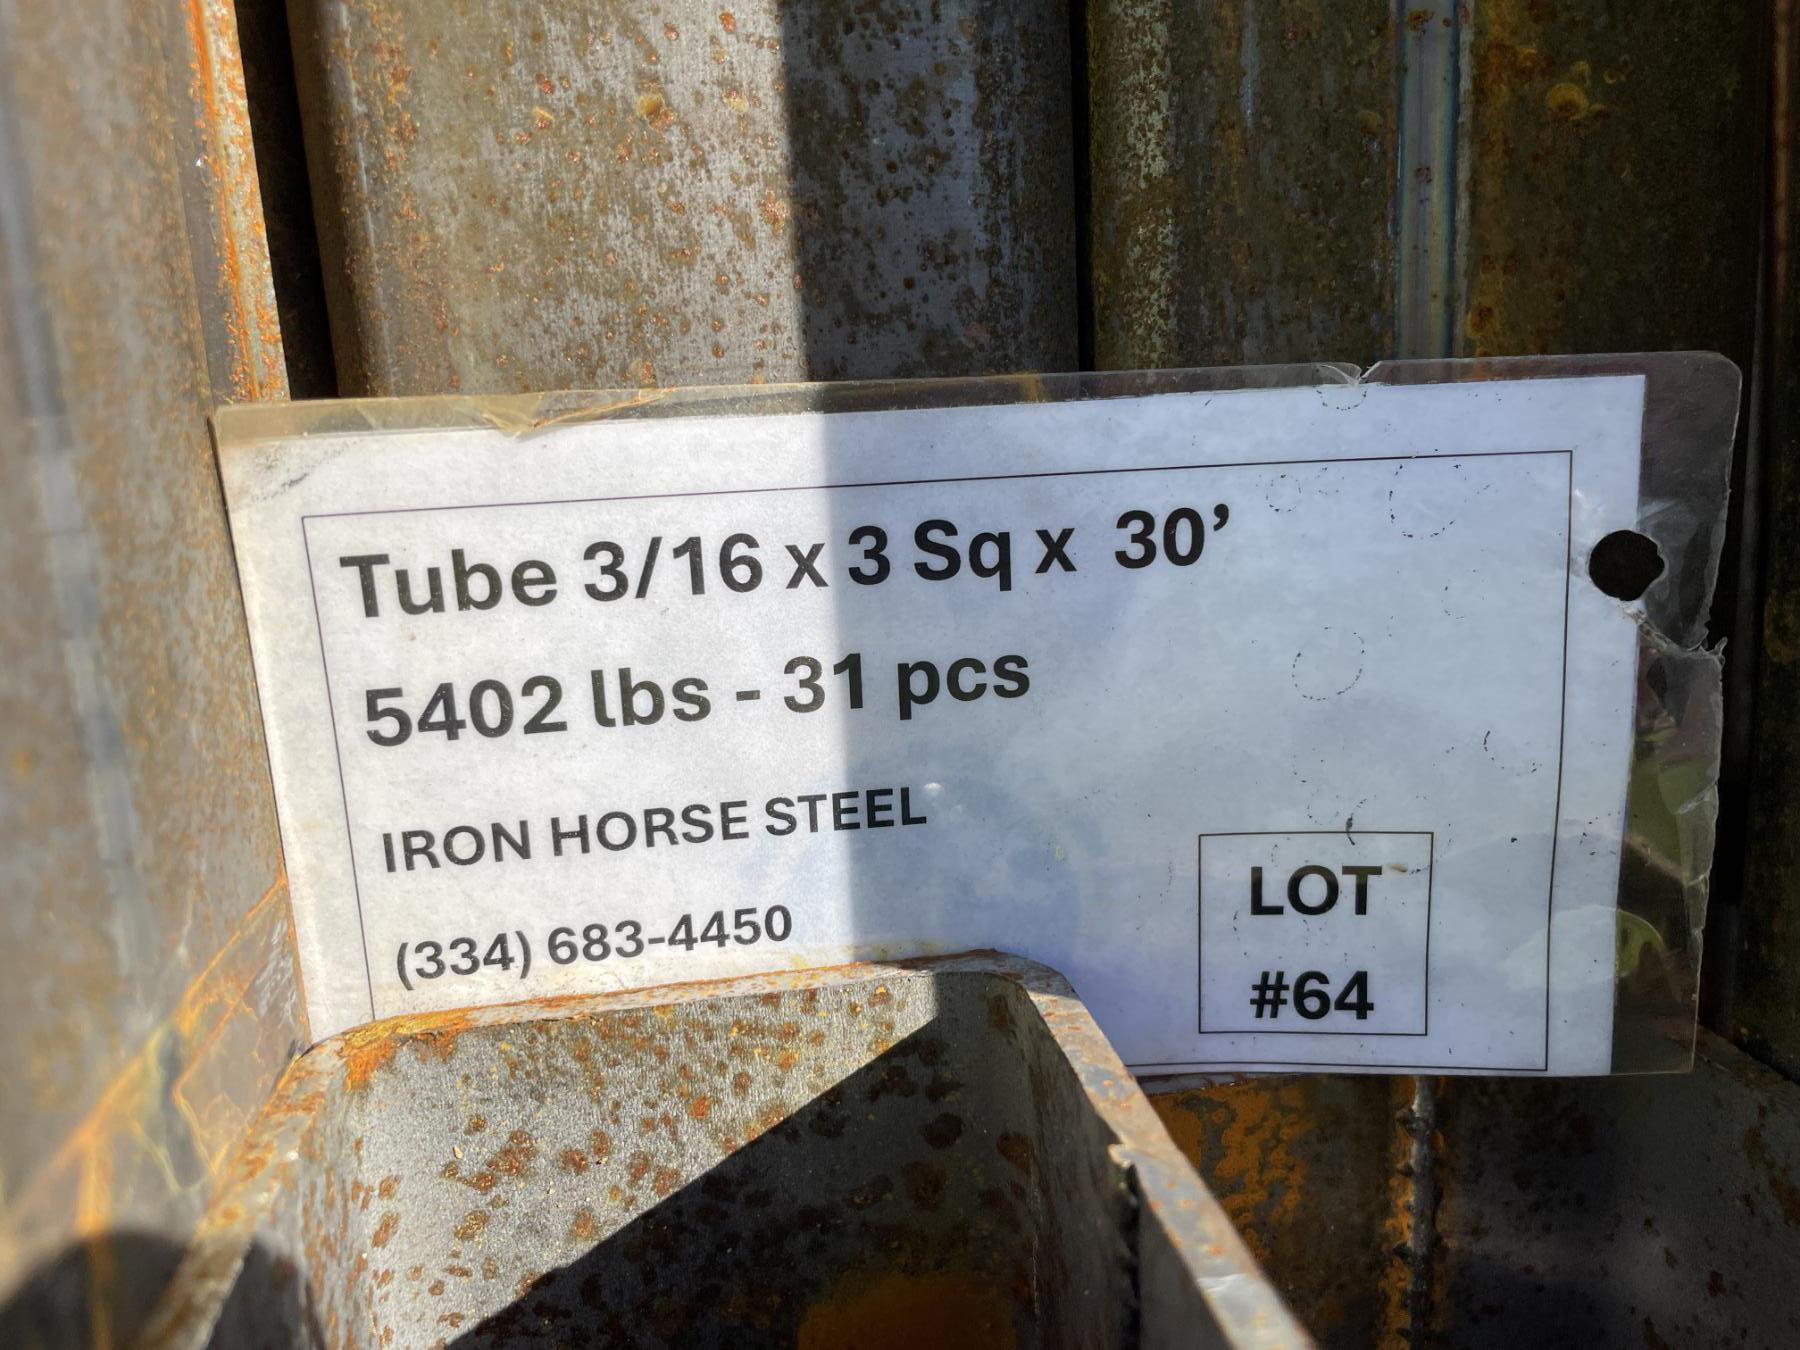 Tube 3/16 x 3 Sq x 30’
5402 lbs - 31 pcs
IRON HORSE STEEL
(334) 683-4450
LOT
#64